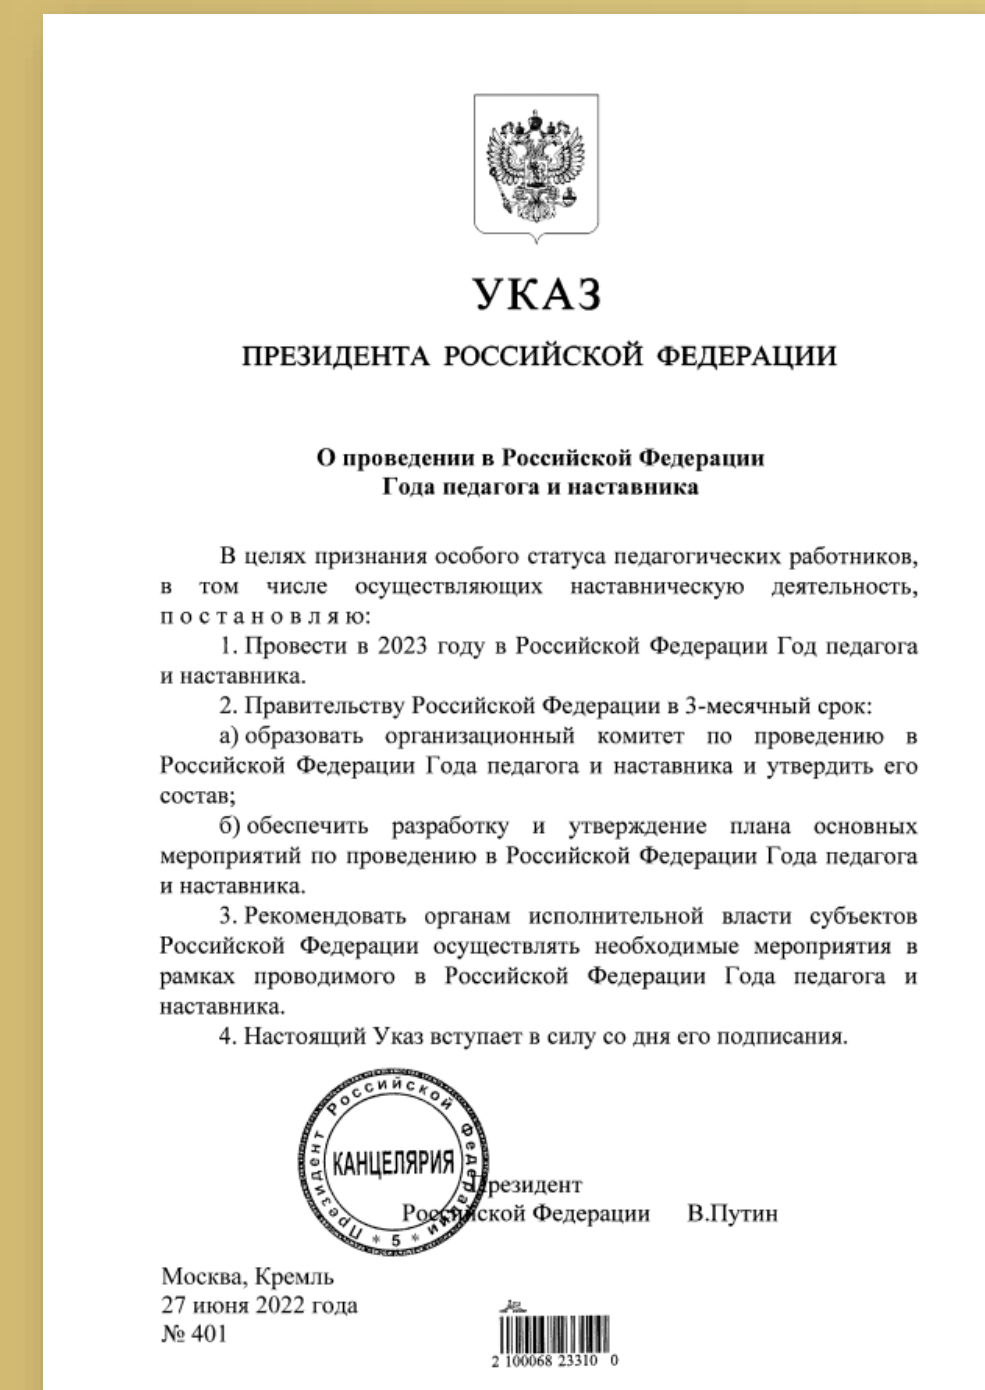 УКАЗ
ПРЕЗИДЕНТА РОССИЙСКОЙ ФЕДЕРАЦИИ
О проведении в Российской Федерации
Года педагога и наставника
В целях признания особого статуса педагогических работников,
в том числе осуществляющих наставническую деятельность,
п о с т а н о в л я ю:
1. Провести в 2023 году в Российской Федерации Год педагога
и наставника.
2. Правительству Российской Федерации в 3-месячный срок:
а) образовать организационный комитет по проведению в
Российской Федерации Года педагога и наставника и утвердить его
состав;
б) обеспечить разработку и утверждение плана основных
мероприятий по проведению в Российской Федерации Года педагога
и наставника.
3. Рекомендовать органам исполнительной власти субъектов
Российской Федерации осуществлять необходимые мероприятия в
рамках проводимого в Российской Федерации Года педагога и
наставника.
4. Настоящий Указ вступает в силу со дня его подписания.
Президент Российской Федерации
* 5 *
КАНЦЕЛЯРИЯ
Президент
Российской Федерации В.Путин
Москва, Кремль
27 июня 2022 года
№ 401
2 100068 23310 0